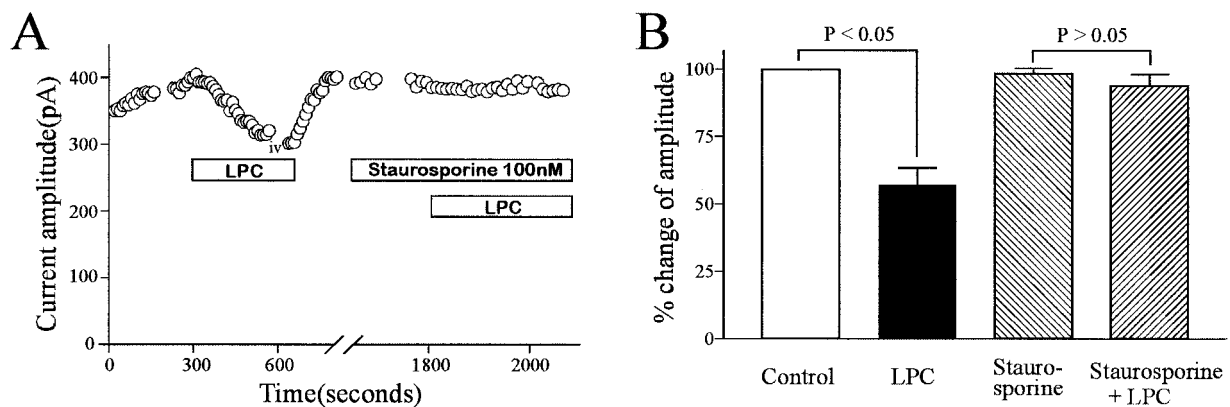 A
Current amplitude(pA)
400
300
200
100
0
iv
LPC
Staurosporine 100nM
LPC
0
300
600
1800
2000
Time(seconds)
B
% change of amplitude
100
75
50
25
0
P < 0.05
P > 0.05
Control
LPC
Stauro-
sporine
Staurosporine
+ LPC